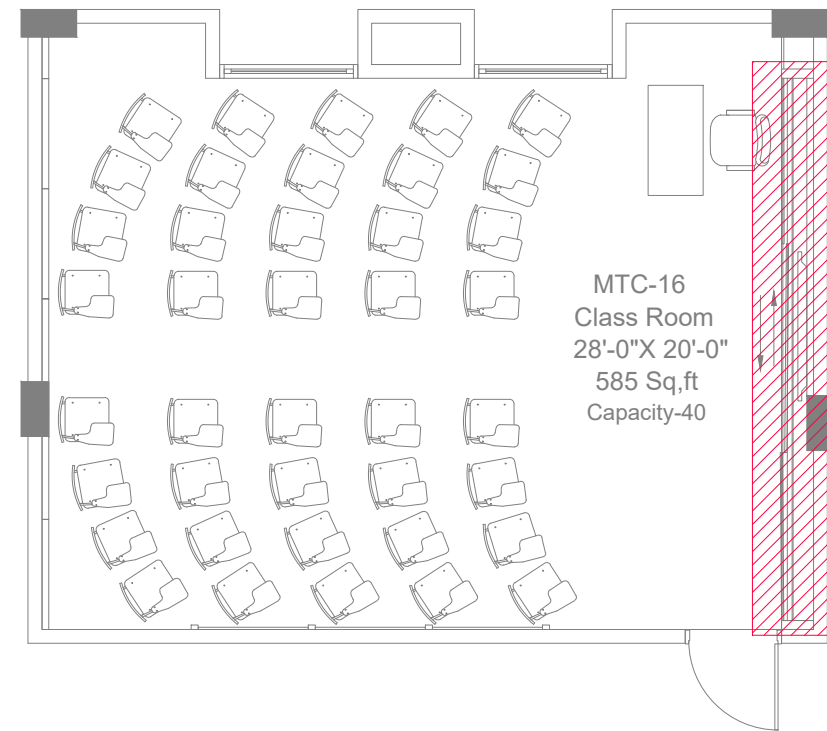 MTC-16
Class Room
28'-0"X 20'-0"
585 Sq,ft
Capacity-40